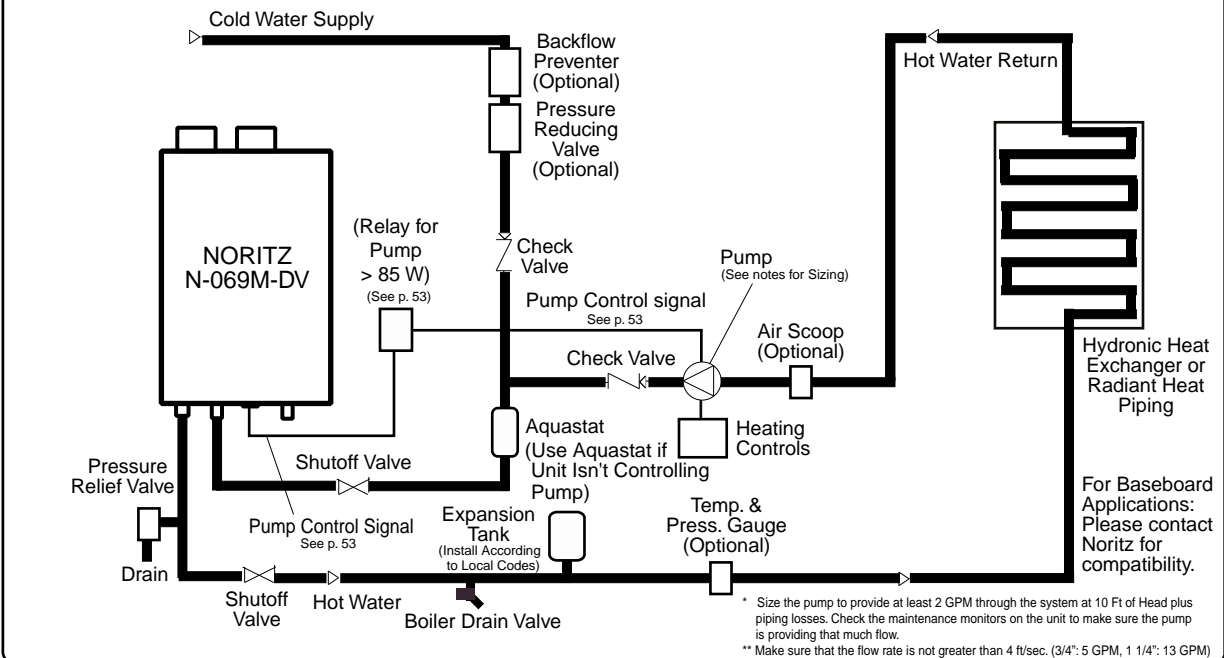 Cold Water Supply
Backflow
Preventer
(Optional)
Pressure
Reducing
Valve
(Optional)
Hot Water Return
NORITZ
N-069M-DV
(Relay for
Pump
> 85 W)
(See p. 53)
Check
Valve
Pump
(See notes for Sizing)
Pump Control signal
See p. 53
Air Scoop
(Optional)
Check Valve
Hydronic Heat
Exchanger or
Radiant Heat
Piping
Aquastat
(Use Aquastat if
Unit Isn't Controlling
Pump)
Heating
Controls
Pressure
Relief Valve
Shutoff Valve
Pump Control Signal
See p. 53
Expansion
Tank
(Install According
to Local Codes)
Temp. &
Press. Gauge
(Optional)
For Baseboard
Applications:
Please contact
Noritz for
compatibility.
Drain
Shutoff
Valve
Hot Water
Boiler Drain Valve
* Size the pump to provide at least 2 GPM through the system at 10 Ft of Head plus
piping losses. Check the maintenance monitors on the unit to make sure the pump
is providing that much flow.
** Make sure that the flow rate is not greater than 4 ft/sec. (3/4": 5 GPM, 1 1/4": 13 GPM)